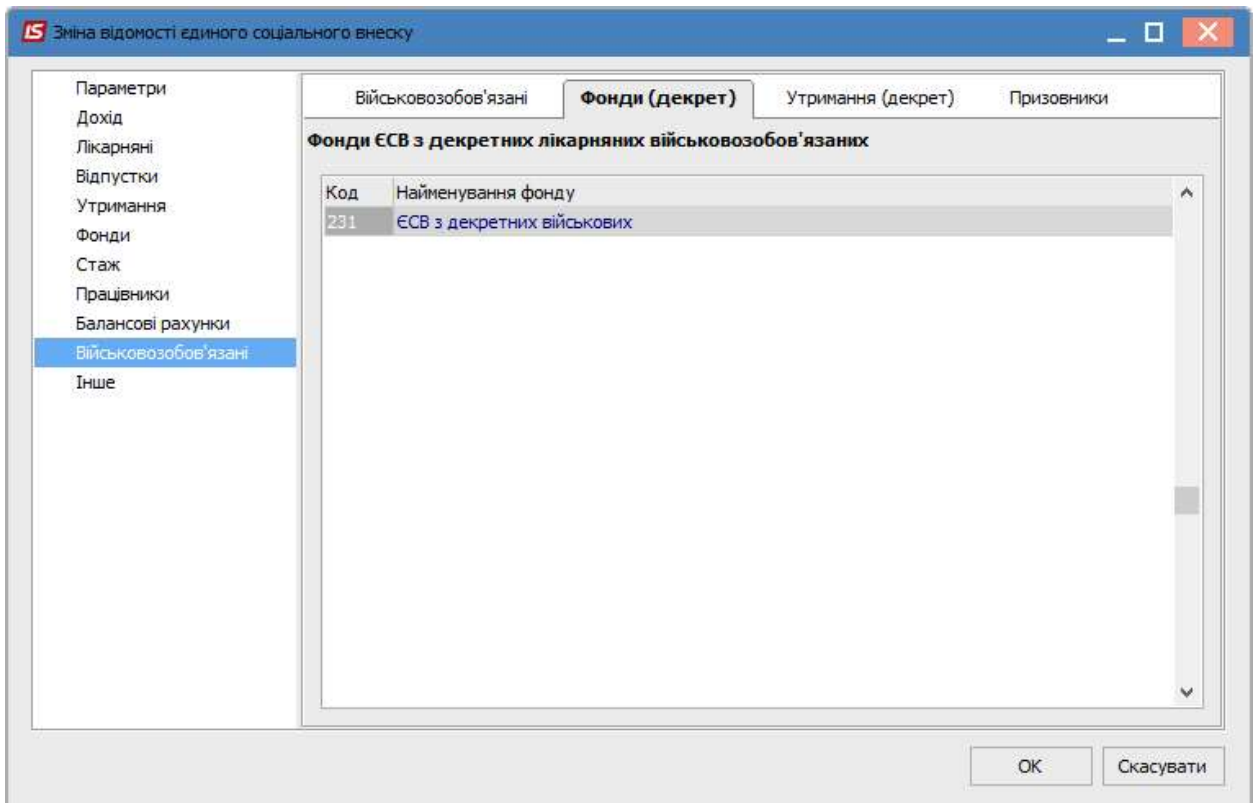 IS Зміна відомості єдиного соціального внеску
Параметри
Дохід
Лікарняні
Відпустки
Утримання
Фонди
Стаж
Працівники
Балансові рахунки
Військовозобов'язані
Інше
Військовозобов'язані Фонди (декрет) Утримання (декрет) Призовники
Фонди ЄСВ з декретних лікарняних військовозобов'язаних
Код Найменування фонду
231 ЄСВ з декретних військових
OK Скасувати